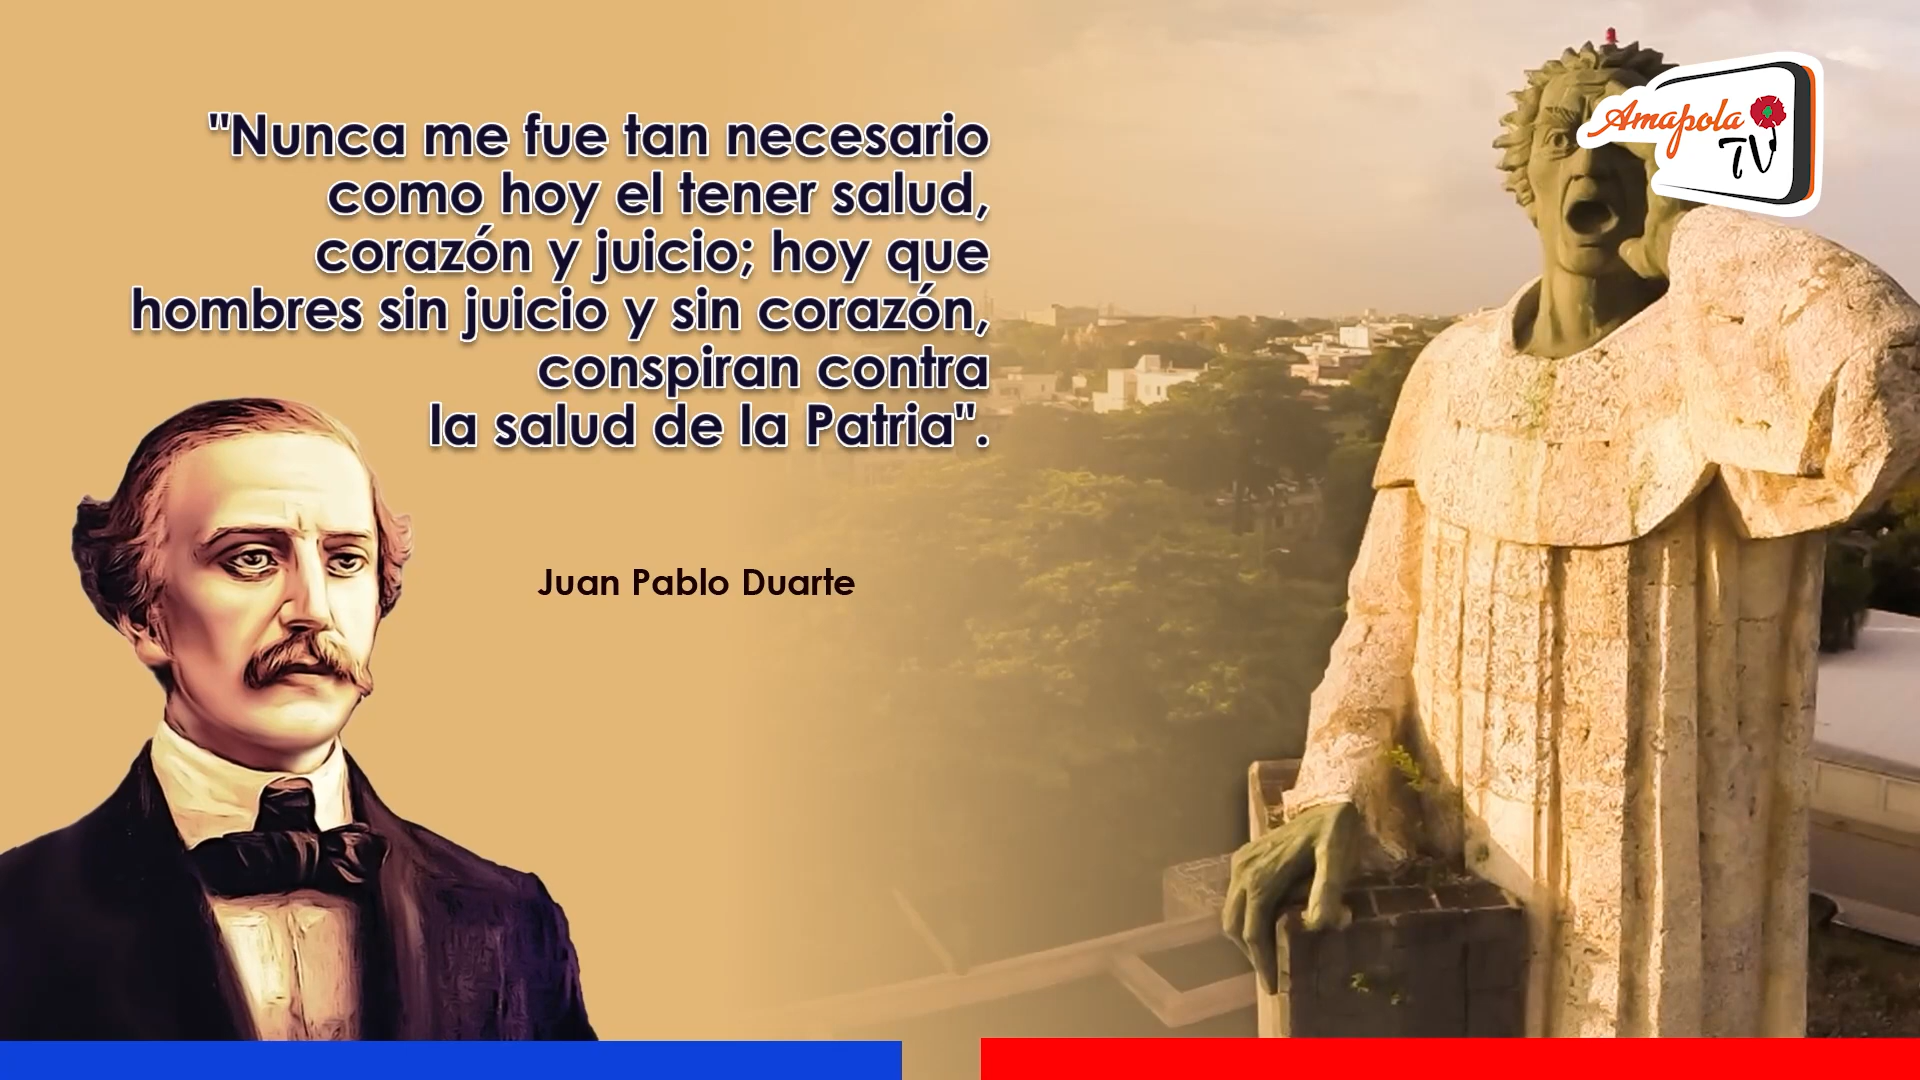 "Nunca me fue tan necesario
como hoy el tener salud,
corazón y juicio; hoy que
hombres sin juicio y sin corazón,
conspiran contra
la salud de la Patria".
Juan Pablo Duarte
Amapola
TV